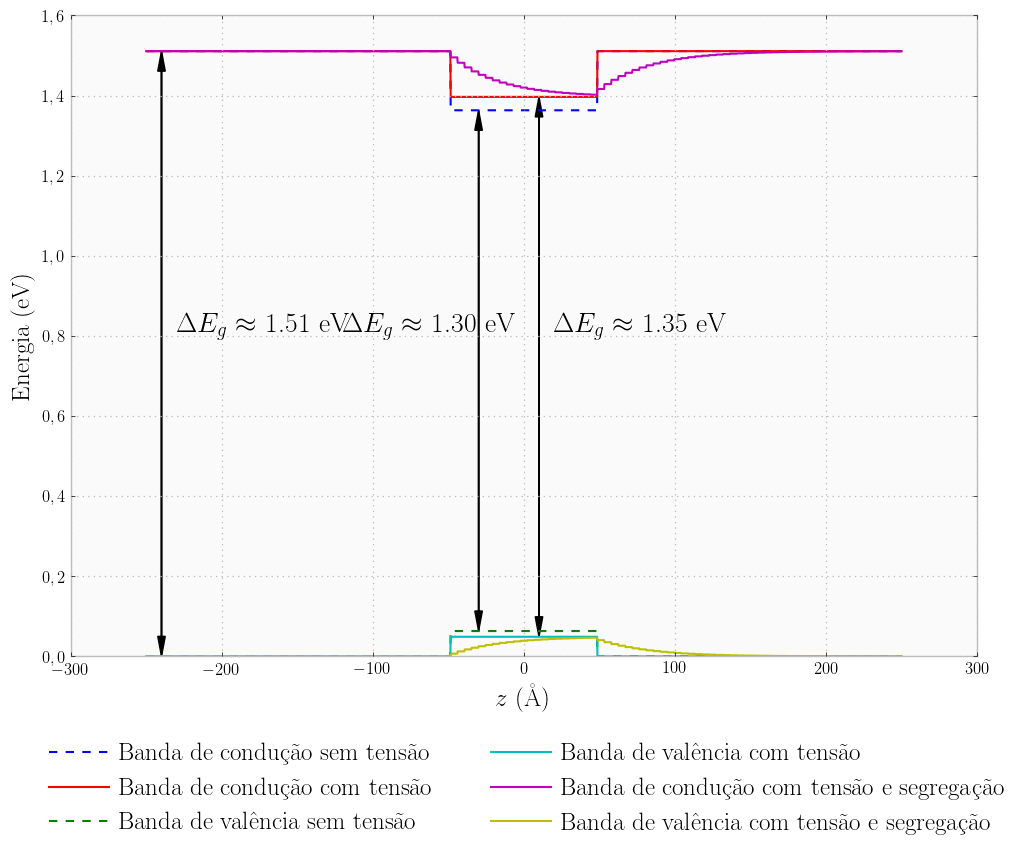 1,6
1,4
1,2
1,0
0,8
0,6
0,4
0,2
0,0
Energia (eV)
ΔE_g ≈ 1.51 eV
ΔE_g ≈ 1.30 eV
ΔE_g ≈ 1.35 eV
−300 −200 −100 0 100 200 300
z (Å)
Banda de condução sem tensão
Banda de condução com tensão
Banda de valência sem tensão
Banda de valência com tensão
Banda de condução com tensão e segregação
Banda de valência com tensão e segregação